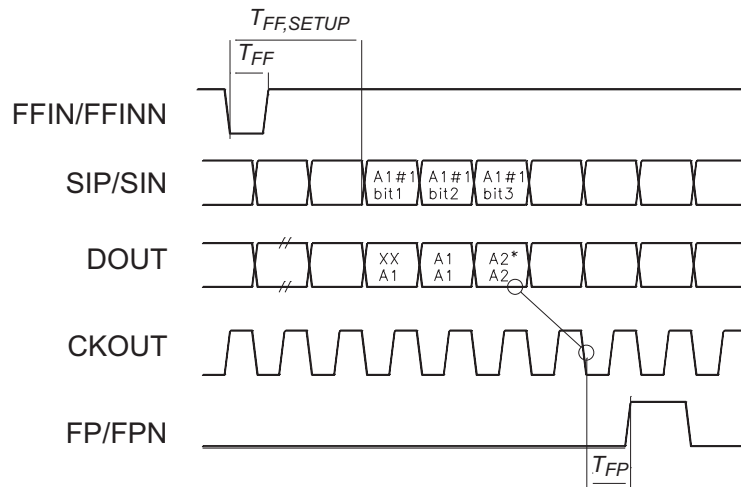 T_FF,SETUP
T_FF
FFIN/FFINN
SIP/SIN
A1#1 A1#1 A1#1
bit1 bit2 bit3
DOUT
// XX A1 A2*
// A1 A1 A2
CKOUT
FP/FPN
T_FP